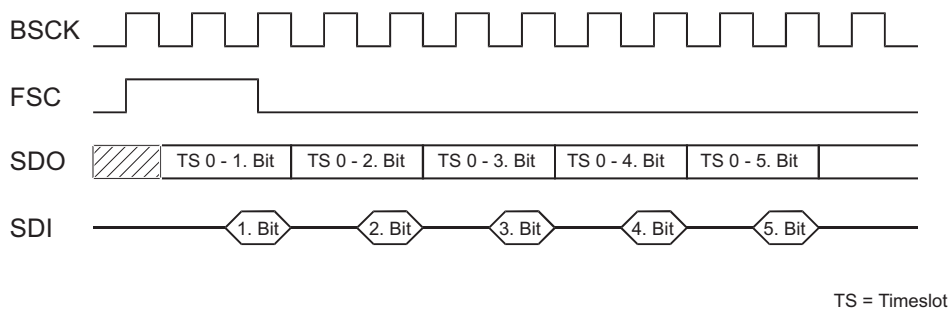 BSCK
FSC
SDO TS 0 - 1. Bit TS 0 - 2. Bit TS 0 - 3. Bit TS 0 - 4. Bit TS 0 - 5. Bit
SDI 1. Bit 2. Bit 3. Bit 4. Bit 5. Bit
TS = Timeslot